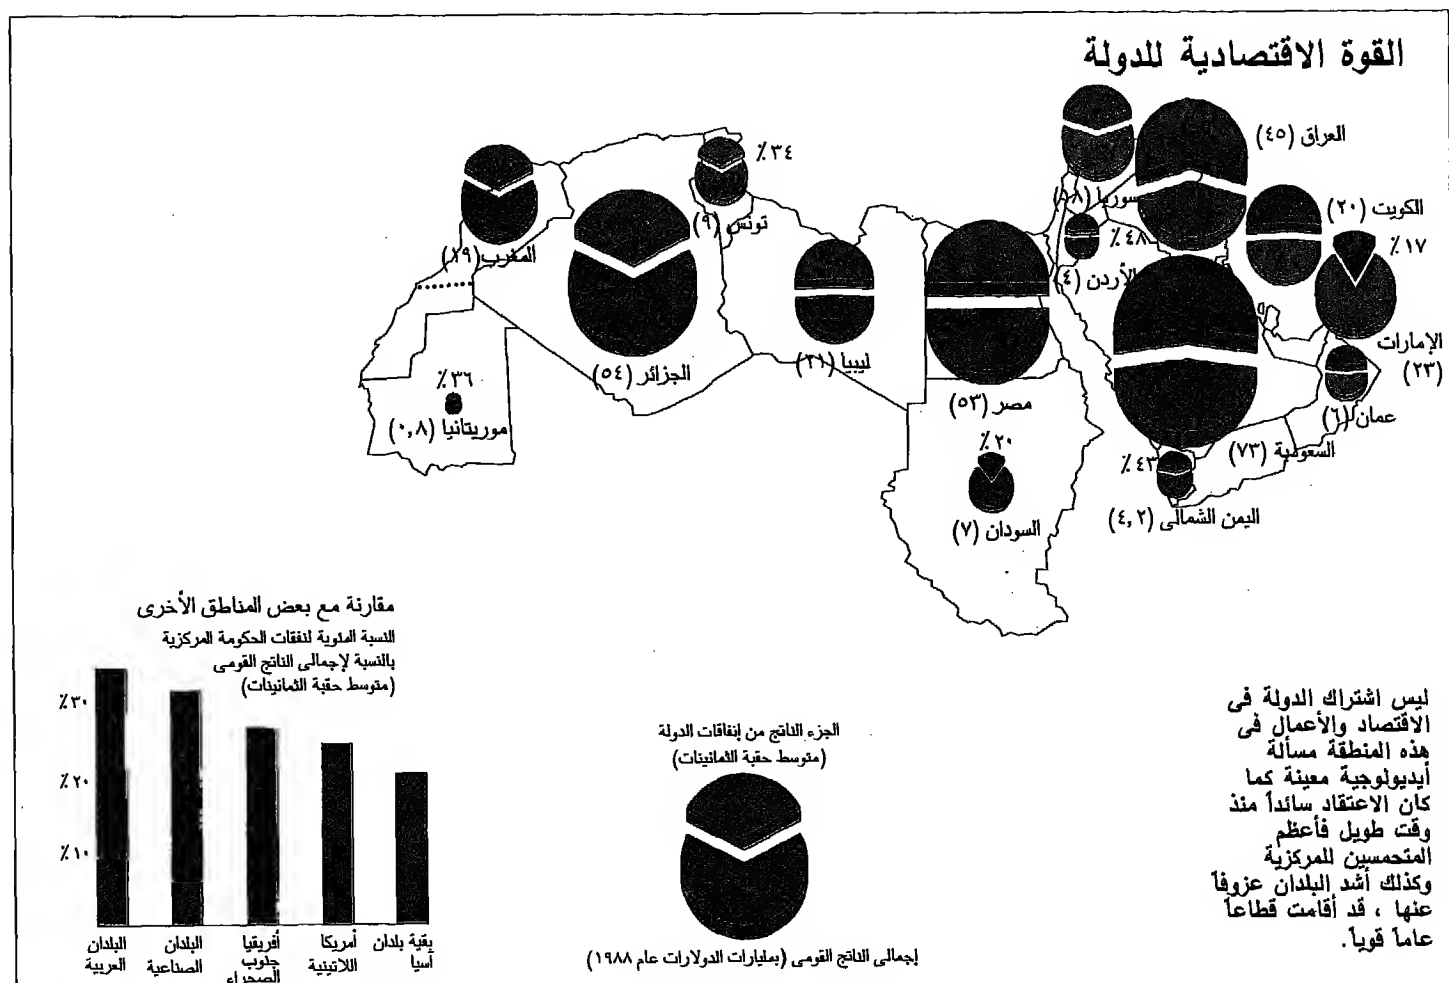 القوة الاقتصادية للدولة
العراق (٤٥)
سوريا (١٨)
الكويت (٢٠)
٪١٧
الإمارات
(٢٣)
٪٤٨
الأردن (٤)
عمان (٦)
السعودية (٧٣)
٪٤٣
اليمن الشمالى (٤,٢)
مصر (٥٣)
٪٢٠
السودان (٧)
ليبيا (٢١)
٪٣٤
تونس (٩)
الجزائر (٥٤)
المغرب (١٩)
٪٣٦
موريتانيا (٠,٨)
مقارنة مع بعض المناطق الأخرى
النسبة المئوية لنفقات الحكومة المركزية
بالنسبة لإجمالى الناتج القومى
(متوسط حقبة الثمانينات)
٪٣٠
٪٢٠
٪١٠
البلدان
العربية
البلدان
الصناعية
أفريقيا
جنوب
الصحراء
أمريكا
اللاتينية
بقية بلدان
آسيا
الجزء الناتج من إنفاقات الدولة
(متوسط حقبة الثمانينات)
إجمالى الناتج القومى (بمليارات الدولارات عام ١٩٨٨)
ليس اشتراك الدولة فى
الاقتصاد والأعمال فى
هذه المنطقة مسألة
أيديولوجية معينة كما
كان الاعتقاد سائداً منذ
وقت طويل فأعظم
المتحمسين للمركزية
وكذلك أشد البلدان عزوفاً
عنها ، قد أقامت قطاعاً
عاماً قوياً.